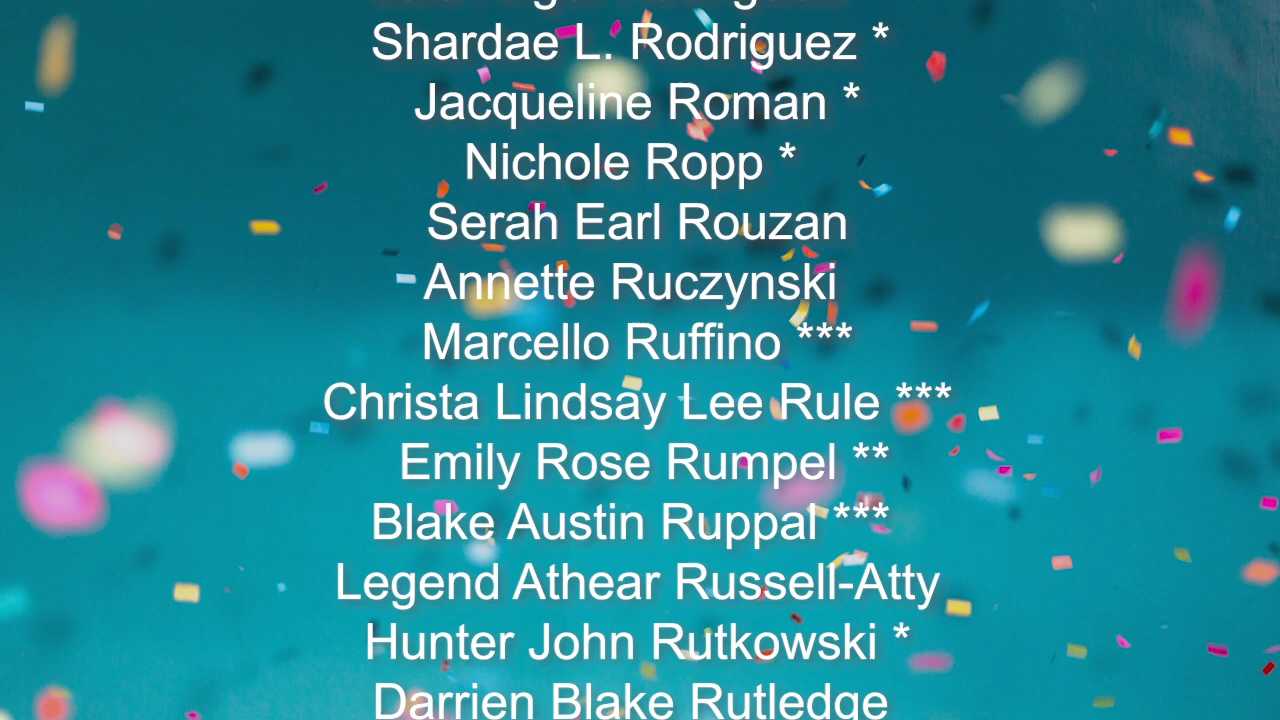 Shardae L. Rodriguez *
Jacqueline Roman *
Nichole Ropp *
Serah Earl Rouzan
Annette Ruczynski
Marcello Ruffino ***
Christa Lindsay Lee Rule ***
Emily Rose Rumpel **
Blake Austin Ruppal ***
Legend Athear Russell-Atty
Hunter John Rutkowski *
Darrien Blake Rutledge